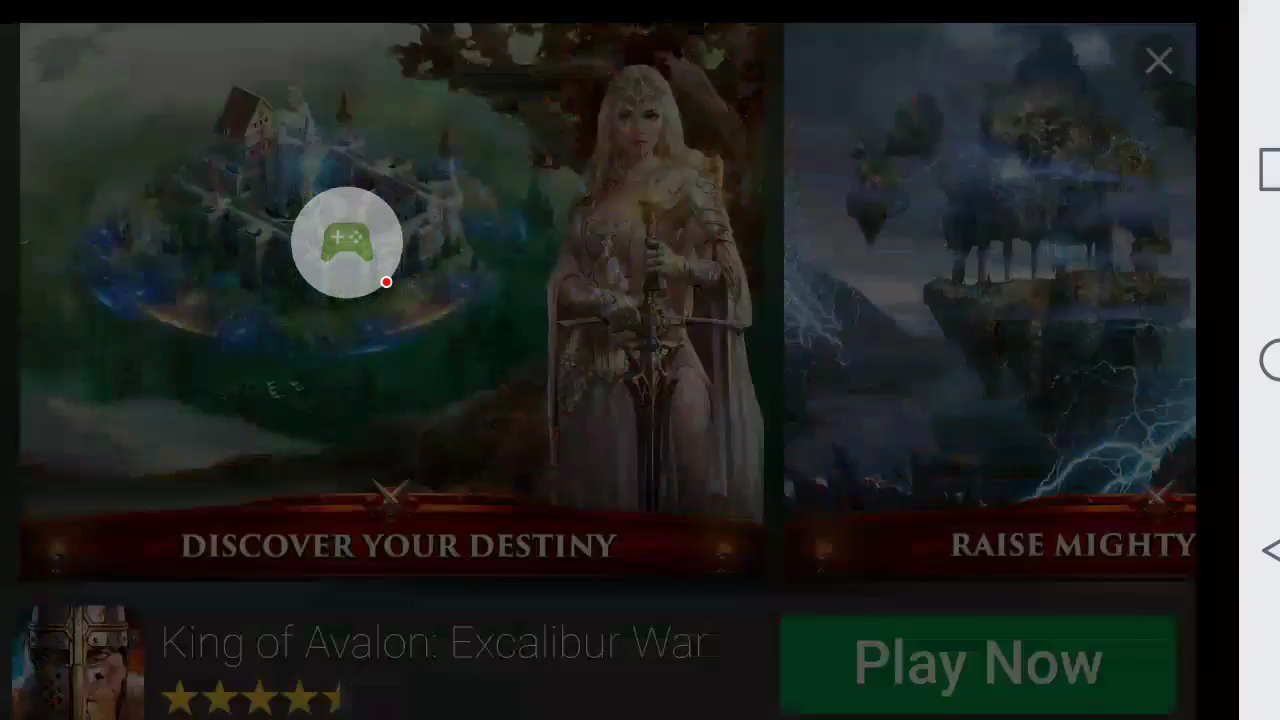 DISCOVER YOUR DESTINY
RAISE MIGHTY
King of Avalon: Excalibur War...
Play Now